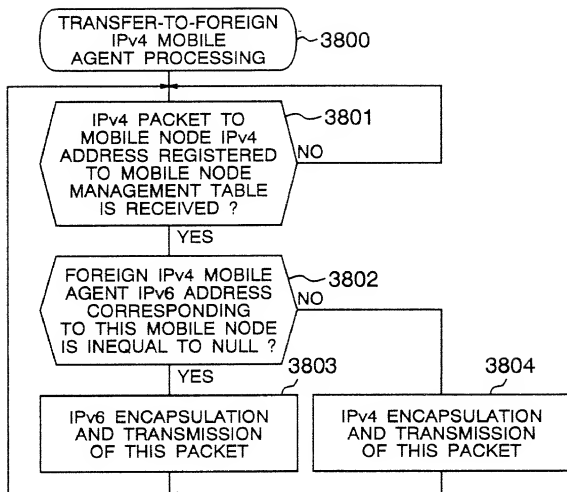 TRANSFER-TO-FOREIGN
IPv4 MOBILE
AGENT PROCESSING
3800
IPv4 PACKET TO
MOBILE NODE IPv4
ADDRESS REGISTERED
TO MOBILE NODE
MANAGEMENT TABLE
IS RECEIVED ?
3801
NO
YES
FOREIGN IPv4 MOBILE
AGENT IPv6 ADDRESS
CORRESPONDING
TO THIS MOBILE NODE
IS INEQUAL TO NULL ?
3802
NO
YES
3803
IPv6 ENCAPSULATION
AND TRANSMISSION
OF THIS PACKET
3804
IPv4 ENCAPSULATION
AND TRANSMISSION
OF THIS PACKET